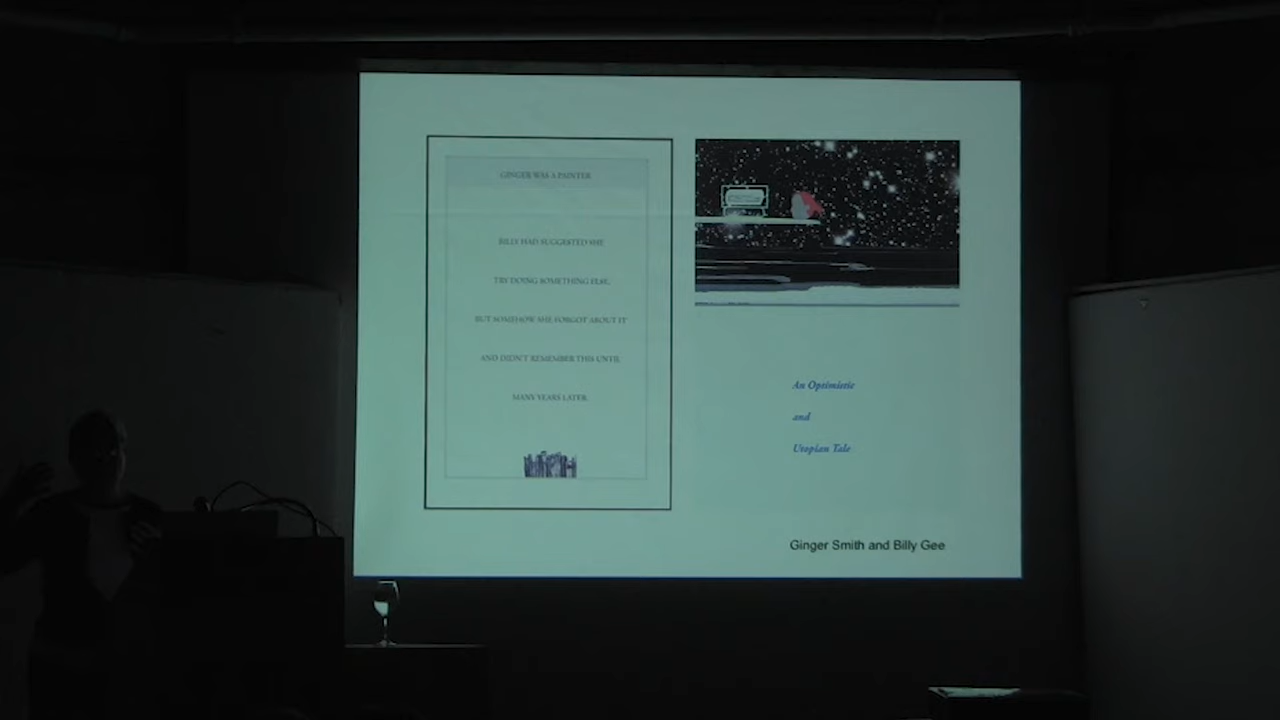 GINGER WAS A PAINTER.
BILLY HAD SUGGESTED SHE
TRY DOING SOMETHING ELSE,
BUT SOMEHOW SHE FORGOT ABOUT IT
AND DIDN'T REMEMBER THIS UNTIL
MANY YEARS LATER.
An Optimistic
and
Utopian Tale
Ginger Smith and Billy Gee